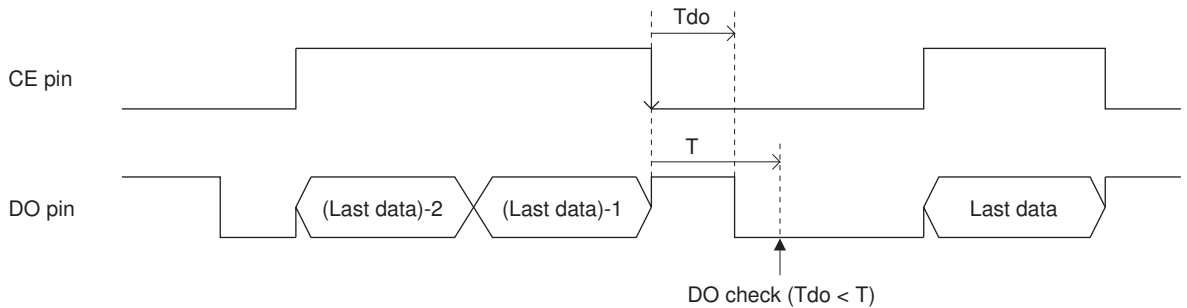 Tdo
CE pin
T
DO pin
(Last data)-2
(Last data)-1
Last data
DO check (Tdo < T)